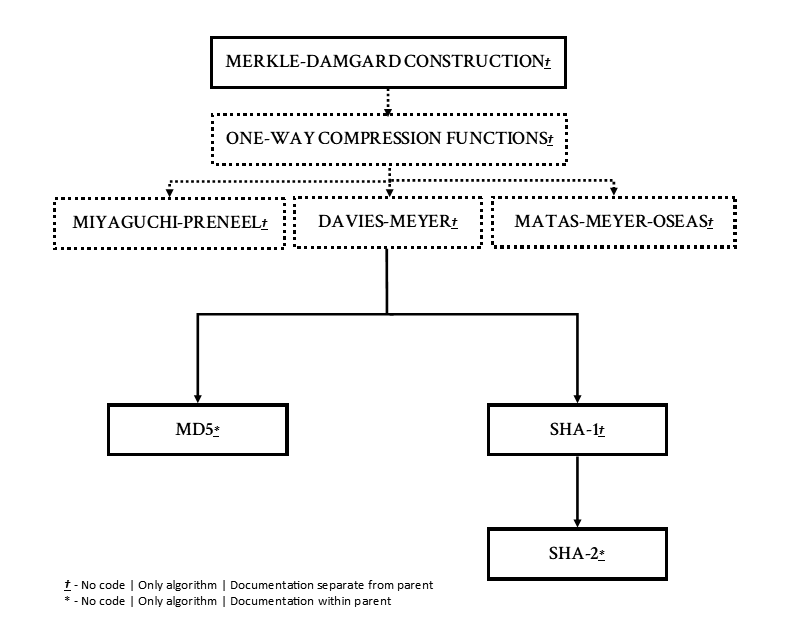 MERKLE-DAMGARD CONSTRUCTION†
ONE-WAY COMPRESSION FUNCTIONS†
MIYAGUCHI-PRENEEL†
DAVIES-MEYER†
MATAS-MEYER-OSEAS†
MD5*
SHA-1†
SHA-2*
† - No code | Only algorithm | Documentation separate from parent
* - No code | Only algorithm | Documentation within parent